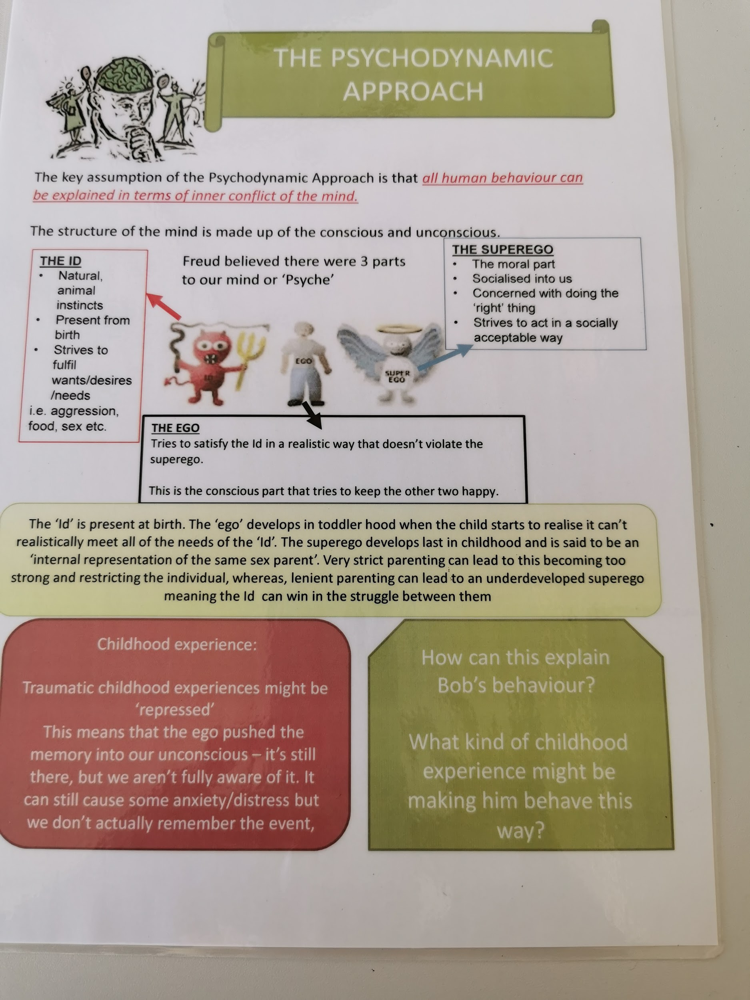 THE PSYCHODYNAMIC
APPROACH
The key assumption of the Psychodynamic Approach is that all human behaviour can
be explained in terms of inner conflict of the mind.
The structure of the mind is made up of the conscious and unconscious.
THE ID
• Natural,
animal
instincts
• Present from
birth
• Strives to
fulfil
wants/desires
/needs
i.e. aggression,
food, sex etc.
Freud believed there were 3 parts
to our mind or ‘Psyche’
THE SUPEREGO
• The moral part
• Socialised into us
• Concerned with doing the
‘right’ thing
• Strives to act in a socially
acceptable way
ID
EGO
SUPER
EGO
THE EGO
Tries to satisfy the Id in a realistic way that doesn’t violate the
superego.
This is the conscious part that tries to keep the other two happy.
The ‘Id’ is present at birth. The ‘ego’ develops in toddler hood when the child starts to realise it can’t
realistically meet all of the needs of the ‘Id’. The superego develops last in childhood and is said to be an
‘internal representation of the same sex parent’. Very strict parenting can lead to this becoming too
strong and restricting the individual, whereas, lenient parenting can lead to an underdeveloped superego
meaning the Id can win in the struggle between them
Childhood experience:
Traumatic childhood experiences might be
‘repressed’
This means that the ego pushed the
memory into our unconscious – it’s still
there, but we aren’t fully aware of it. It
can still cause some anxiety/distress but
we don’t actually remember the event,
How can this explain
Bob’s behaviour?
What kind of childhood
experience might be
making him behave this
way?